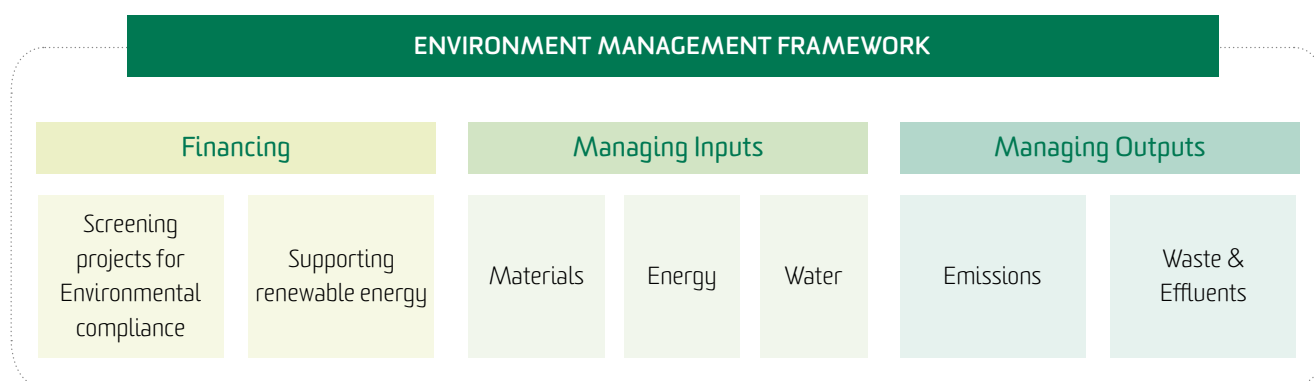 ENVIRONMENT MANAGEMENT FRAMEWORK
Financing
Managing Inputs
Managing Outputs
Screening
projects for
Environmental
compliance
Supporting
renewable energy
Materials
Energy
Water
Emissions
Waste &
Effluents